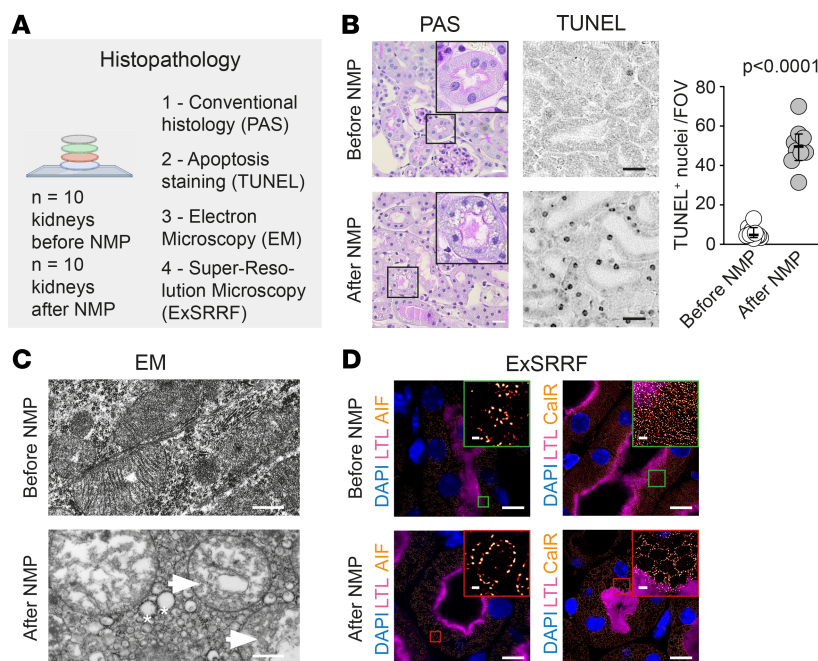 A
Histopathology
1 - Conventional
histology (PAS)
2 - Apoptosis
staining (TUNEL)
3 - Electron
Microscopy (EM)
4 - Super-Reso-
lution Microscopy
(ExSRRF)
n = 10
kidneys
before NMP
n = 10
kidneys
after NMP
B
PAS
TUNEL
Before NMP
After NMP
p<0.0001
TUNEL+ nuclei /FOV
80
60
40
20
0
Before NMP
After NMP
C
EM
Before NMP
After NMP
*
*
D
ExSRRF
Before NMP
DAPI LTL AIF
DAPI LTL CalR
After NMP
DAPI LTL AIF
DAPI LTL CalR